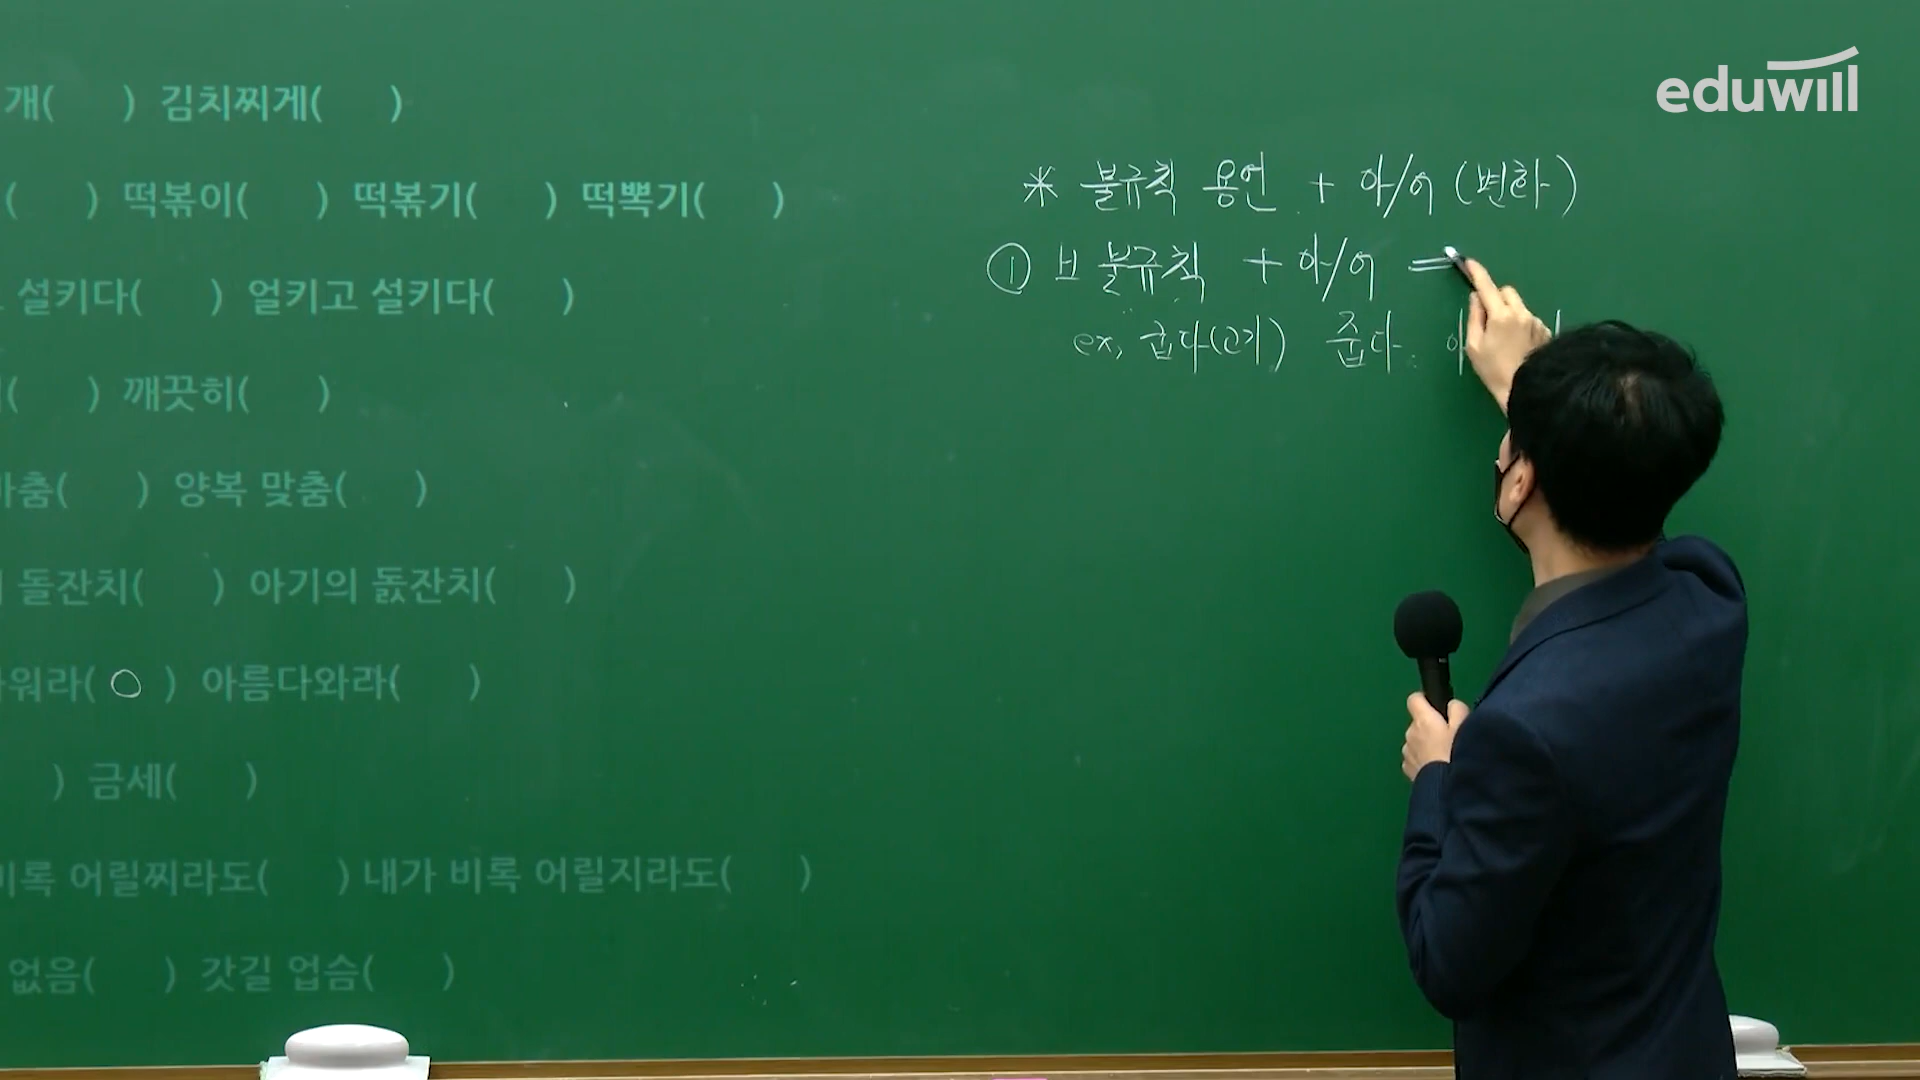 eduwill
개(    ) 김치찌게(    )
(    ) 떡볶이(    ) 떡볶기(    ) 떡뽁기(    )
설키다(    ) 얼키고 설키다(    )
(    ) 깨끗히(    )
춤(    ) 양복 맞춤(    )
돌잔치(    ) 아기의 돐잔치(    )
워라( ○ ) 아름다와라(    )
) 금세(    )
비록 어릴찌라도(    ) 내가 비록 어릴지라도(    )
없음(    ) 갓길 업슴(    )
* 불규칙 용언 + 아/어 (변화)
① ㅂ 불규칙 + 아/어 =
ex, 굽다(고기) 줍다